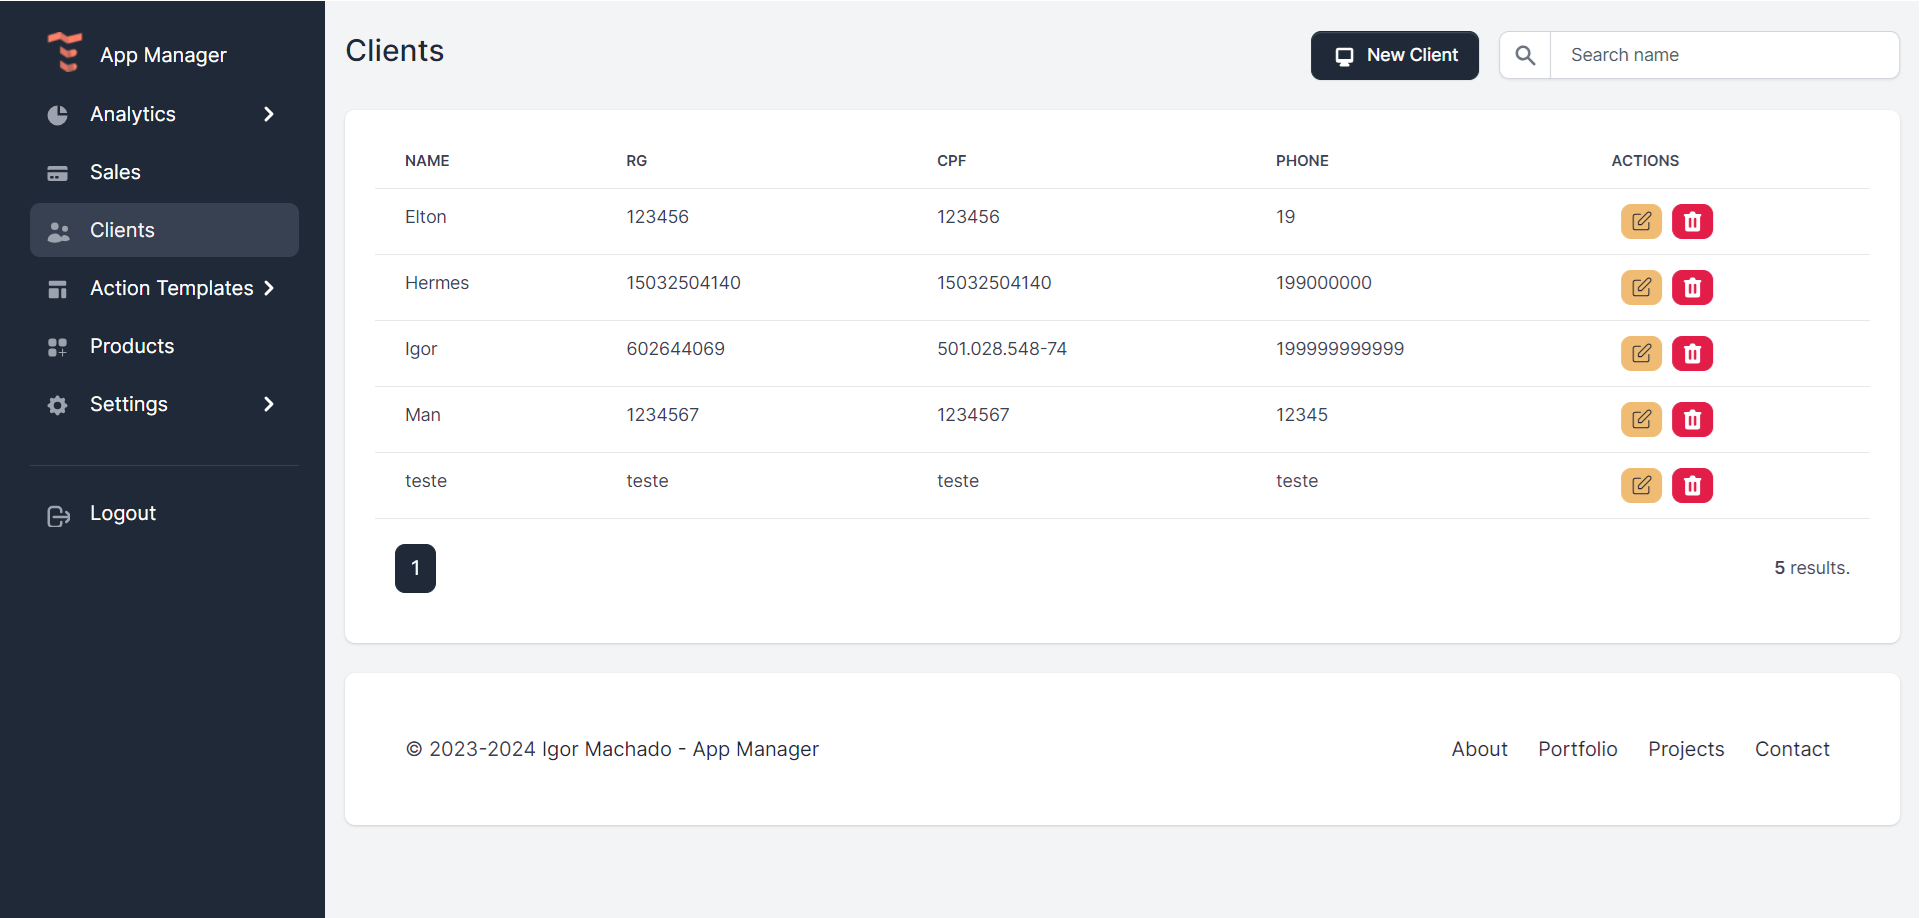 App Manager
Analytics
Sales
Clients
Action Templates
Products
Settings
Logout
Clients
New Client
Search name
NAME RG CPF PHONE ACTIONS
Elton 123456 123456 19
Hermes 15032504140 15032504140 199000000
Igor 602644069 501.028.548-74 199999999999
Man 1234567 1234567 12345
teste teste teste teste
1
5 results.
© 2023-2024 Igor Machado - App Manager
About Portfolio Projects Contact